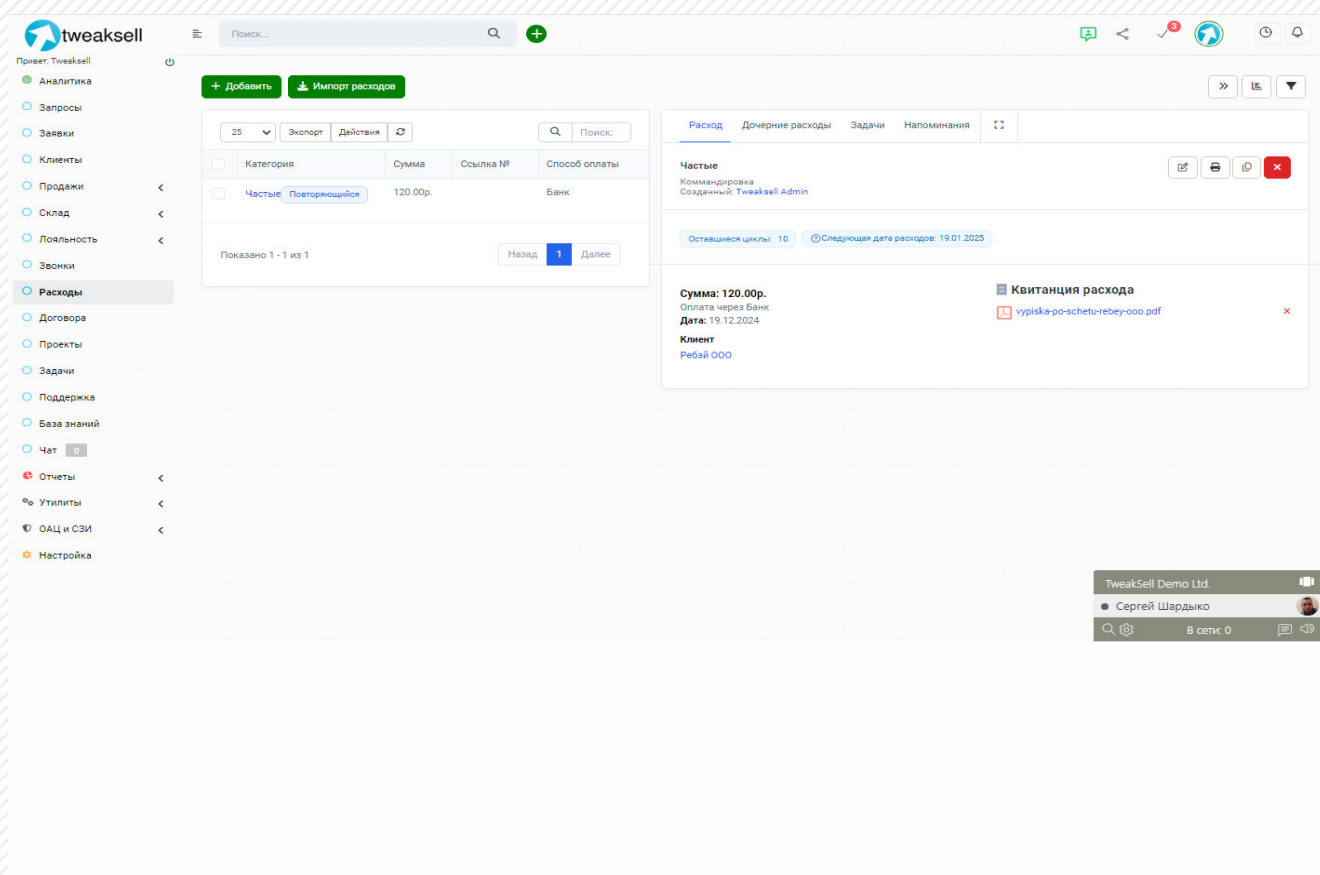 tweaksell
Поиск...
3
Привет, Tweaksell
Аналитика
Запросы
Заявки
Клиенты
Продажи
Склад
Лояльность
Звонки
Расходы
Договора
Проекты
Задачи
Поддержка
База знаний
Чат 0
Отчеты
Утилиты
ОАЦ и СЗИ
Настройка
+ Добавить
Импорт расходов
25 Экспорт Действия Поиск:
Категория Сумма Ссылка № Способ оплаты
Частые Повторяющийся 120.00р. Банк
Показано 1 - 1 из 1
Назад 1 Далее
Расход Дочерние расходы Задачи Напоминания
Частые
Коммандировка
Созданный: Tweaksell Admin
Оставшиеся циклы: 10 Следующая дата расходов: 19.01.2025
Сумма: 120.00р.
Оплата через Банк
Дата: 19.12.2024
Клиент
Ребэй ООО
Квитанция расхода
vypiska-po-schetu-rebey-ooo.pdf
TweakSell Demo Ltd.
Сергей Шардыко
В сети: 0